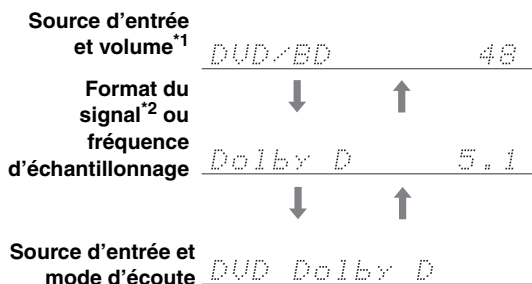 Source d'entrée
et volume*1
DVD/BD 48
Format du
signal*2 ou
fréquence
d'échantillonnage
Dolby D 5.1
Source d'entrée et
mode d'écoute
DVD Dolby D